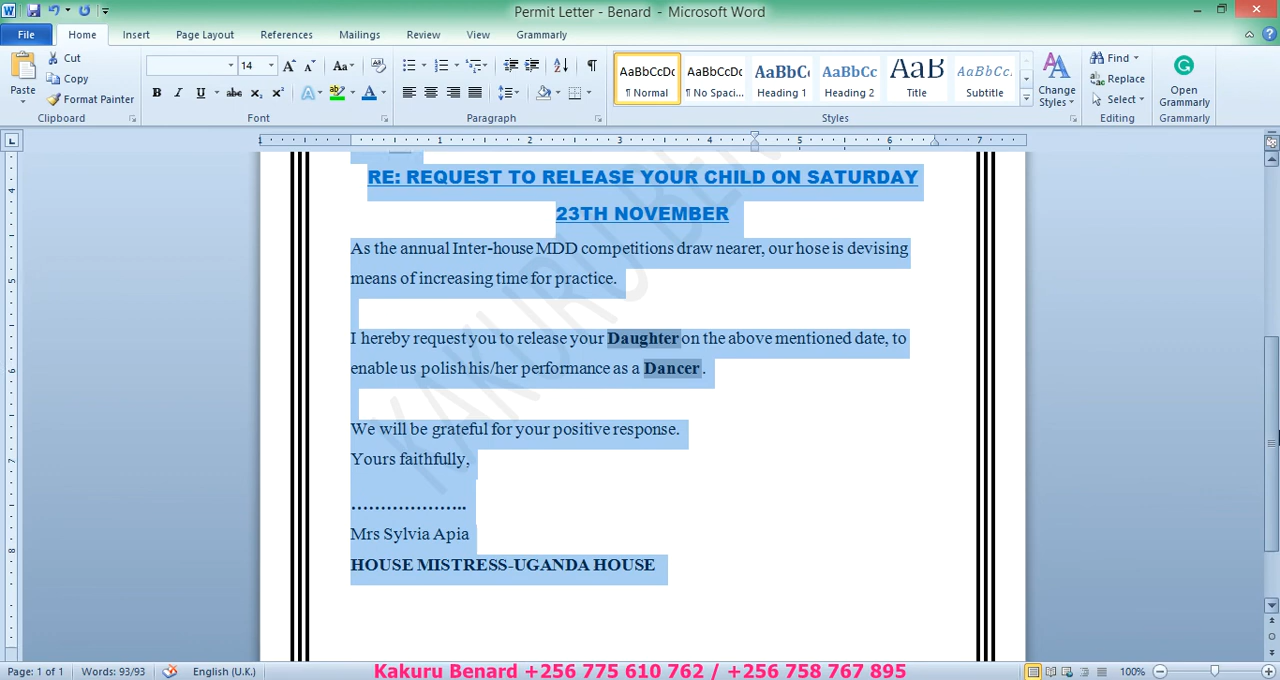 Permit Letter - Benard - Microsoft Word
File Home Insert Page Layout References Mailings Review View Grammarly
Cut
Copy
Format Painter
Paste
Clipboard
14
Font
Paragraph
AaBbCcDc AaBbCcDc AaBbCc AaBbCc AaB AaBbCc.
¶ Normal ¶ No Spaci... Heading 1 Heading 2 Title Subtitle
Styles
Change Styles
Find
Replace
Select
Editing
Open Grammarly
Grammarly
RE: REQUEST TO RELEASE YOUR CHILD ON SATURDAY
23TH NOVEMBER
As the annual Inter-house MDD competitions draw nearer, our hose is devising
means of increasing time for practice.
I hereby request you to release your Daughter on the above mentioned date, to
enable us polish his/her performance as a Dancer .
We will be grateful for your positive response.
Yours faithfully,
………………..
Mrs Sylvia Apia
HOUSE MISTRESS-UGANDA HOUSE
KAKURU BEN
Page: 1 of 1 Words: 93/93 English (U.K.) 100%
Kakuru Benard +256 775 610 762 / +256 758 767 895